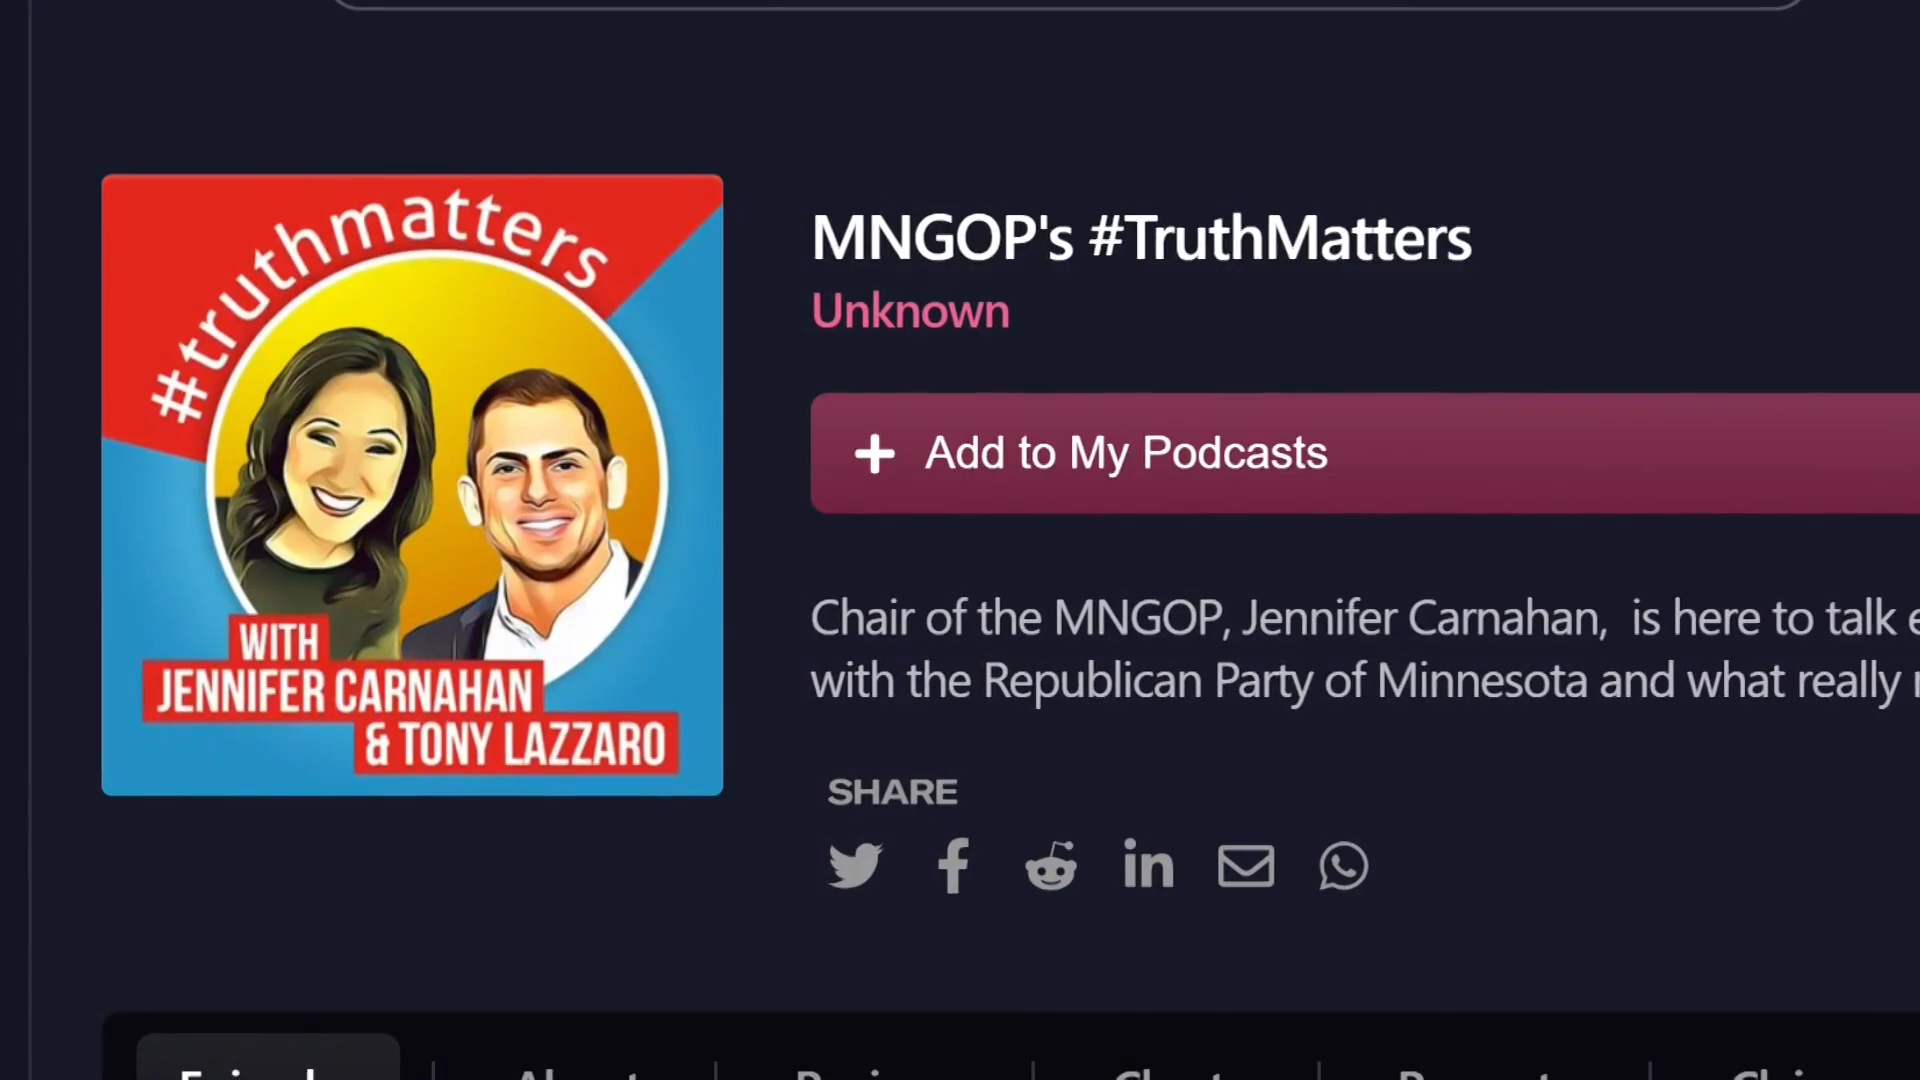 #truthmatters
WITH
JENNIFER CARNAHAN
& TONY LAZZARO
MNGOP's #TruthMatters
Unknown
Add to My Podcasts
Chair of the MNGOP, Jennifer Carnahan, is here to talk
with the Republican Party of Minnesota and what really
SHARE